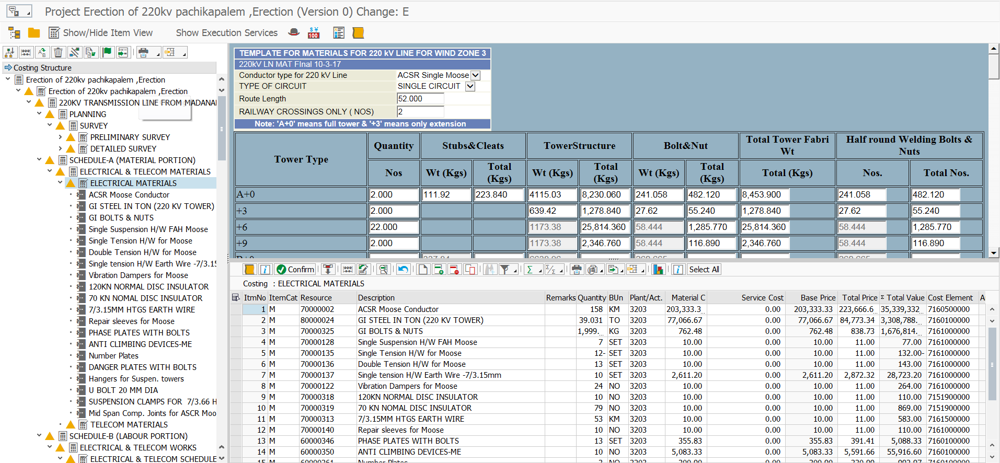 Project Erection of 220kv pachikapalem ,Erection (Version 0) Change: E
Show/Hide Item View Show Execution Services
Costing Structure
Erection of 220kv pachikapalem ,Erection
Erection of 220kv pachikapalem ,Erection
220KV TRANSMISSION LINE FROM MADANA
PLANNING
SURVEY
PRELIMINARY SURVEY
DETAILED SURVEY
SCHEDULE-A (MATERIAL PORTION)
ELECTRICAL & TELECOM MATERIALS
ELECTRICAL MATERIALS
ACSR Moose Conductor
GI STEEL IN TON (220 KV TOWER)
GI BOLTS & NUTS
Single Suspension H/W FAH Moose
Single Tension H/W for Moose
Double Tension H/W for Moose
Single tension H/W Earth Wire -7/3.15
Vibration Dampers for Moose
120KN NORMAL DISC INSULATOR
70 KN NOMAL DISC INSULATOR
7/3.15MM HTGS EARTH WIRE
Repair sleeves for Moose
PHASE PLATES WITH BOLTS
ANTI CLIMBING DEVICES-ME
Number Plates
DANGER PLATES WITH BOLTS
Hangers for Suspen. towers
U BOLT 20 MM DIA
SUSPENSION CLAMPS FOR 7/3.66 H
Mid Span Comp. Joints for ASCR Moo
TELECOM MATERIALS
SCHEDULE-B (LABOUR PORTION)
ELECTRICAL & TELECOM WORKS
ELECTRICAL & TELECOM SCHEDULE
TEMPLATE FOR MATERIALS FOR 220 kV LINE FOR WIND ZONE 3
220kV LN MAT FInal 10-3-17
Conductor type for 220 kV Line ACSR Single Moose
TYPE OF CIRCUIT SINGLE CIRCUIT
Route Length 52.000
RAILWAY CROSSINGS ONLY ( NOS) 2
Note: 'A+0' means full tower & '+3' means only extension
Tower Type Quantity Stubs&Cleats TowerStructure Bolt&Nut Total Tower Fabri Wt Half round Welding Bolts & Nuts
Nos Wt (Kgs) Total (Kgs) Wt (Kgs) Total (Kgs) Wt (Kgs) Total (Kgs) Total (Kgs) Nos. Total Nos.
A+0 2.000 111.92 223.840 4115.03 8,230.060 241.058 482.120 8,453.900 241.058 482.120
+3 2.000 639.42 1,278.840 27.62 55.240 1,278.840 27.62 55.240
+6 22.000 1173.38 25,814.360 58.444 1,285.770 25,814.360 58.444 1,285.770
+9 2.000 1173.38 2,346.760 58.444 116.890 2,346.760 58.444 116.890
Confirm Select All
Costing : ELECTRICAL MATERIALS
ItmNo ItemCat Resource Description Remarks Quantity BUn Plant/Act. Material C Service Cost Base Price Total Price Σ Total Value Cost Element A
1 M 70000002 ACSR Moose Conductor 158 KM 3203 203,333.3... 0.00 203,333.33 223,666.6... 35,339,332... 7160500000
2 M 80000024 GI STEEL IN TON (220 KV TOWER) 39.031 TO 3203 77,066.67 0.00 77,066.67 84,773.34 3,308,788... 7160100000
3 M 70000325 GI BOLTS & NUTS 1,999.... KG 3203 762.48 0.00 762.48 838.73 1,676,814... 7161000000
4 M 70000128 Single Suspension H/W FAH Moose 7 SET 3203 10.00 0.00 10.00 11.00 77.00 7161000000
5 M 70000135 Single Tension H/W for Moose 12- SET 3203 10.00 0.00 10.00 11.00 132.00- 7161000000
6 M 70000136 Double Tension H/W for Moose 13 SET 3203 10.00 0.00 10.00 11.00 143.00 7161000000
7 M 70000137 Single tension H/W Earth Wire -7/3.15mm 10 SET 3203 2,611.20 0.00 2,611.20 2,872.32 28,723.20 7161000000
8 M 70000122 Vibration Dampers for Moose 24 NO 3203 10.00 0.00 10.00 11.00 264.00 7161000000
9 M 70000318 120KN NORMAL DISC INSULATOR 10 NO 3203 10.00 0.00 10.00 11.00 110.00 7151900000
10 M 70000319 70 KN NOMAL DISC INSULATOR 79 NO 3203 10.00 0.00 10.00 11.00 869.00 7151900000
11 M 70000313 7/3.15MM HTGS EARTH WIRE 53 KM 3203 10.00 0.00 10.00 11.00 583.00 7161500000
12 M 70000140 Repair sleeves for Moose 10 NO 3203 10.00 0.00 10.00 11.00 110.00 7161000000
13 M 60000346 PHASE PLATES WITH BOLTS 13 SET 3203 355.83 0.00 355.83 391.41 5,088.33 7160100000
14 M 60000350 ANTI CLIMBING DEVICES-ME 10 NO 3203 5,083.33 0.00 5,083.33 5,591.66 55,916.60 7160100000